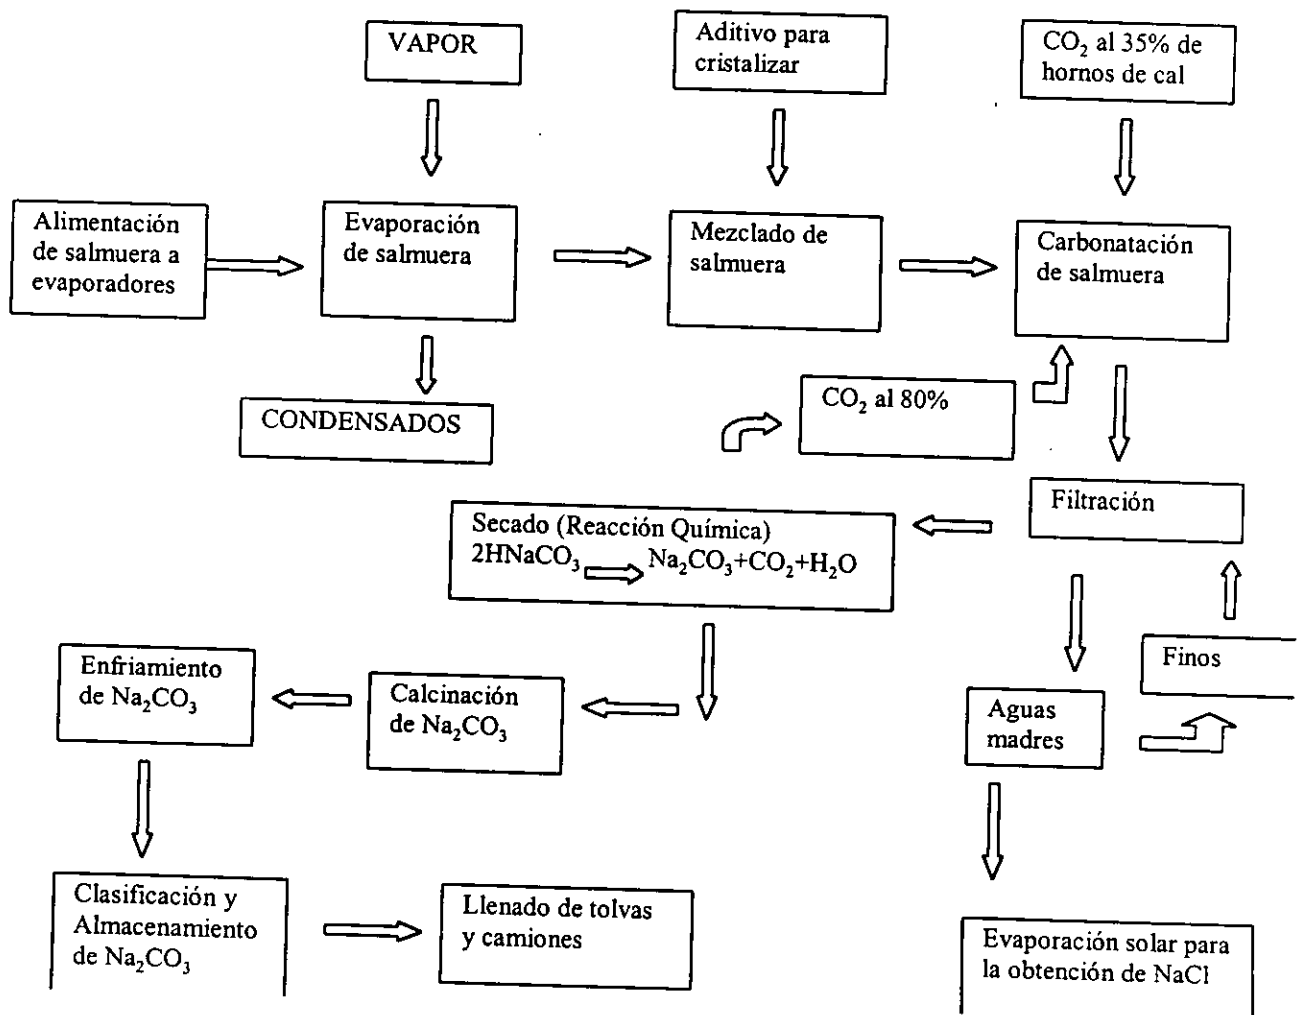 VAPOR
Aditivo para
cristalizar
CO₂ al 35% de
hornos de cal
Alimentación
de salmuera a
evaporadores
Evaporación
de salmuera
Mezclado de
salmuera
Carbonatación
de salmuera
CONDENSADOS
CO₂ al 80%
Filtración
Secado (Reacción Química)
2HNaCO₃ ⇒ Na₂CO₃+CO₂+H₂O
Finos
Enfriamiento
de Na₂CO₃
Calcinación
de Na₂CO₃
Aguas
madres
Clasificación y
Almacenamiento
de Na₂CO₃
Llenado de tolvas
y camiones
Evaporación solar para
la obtención de NaCl